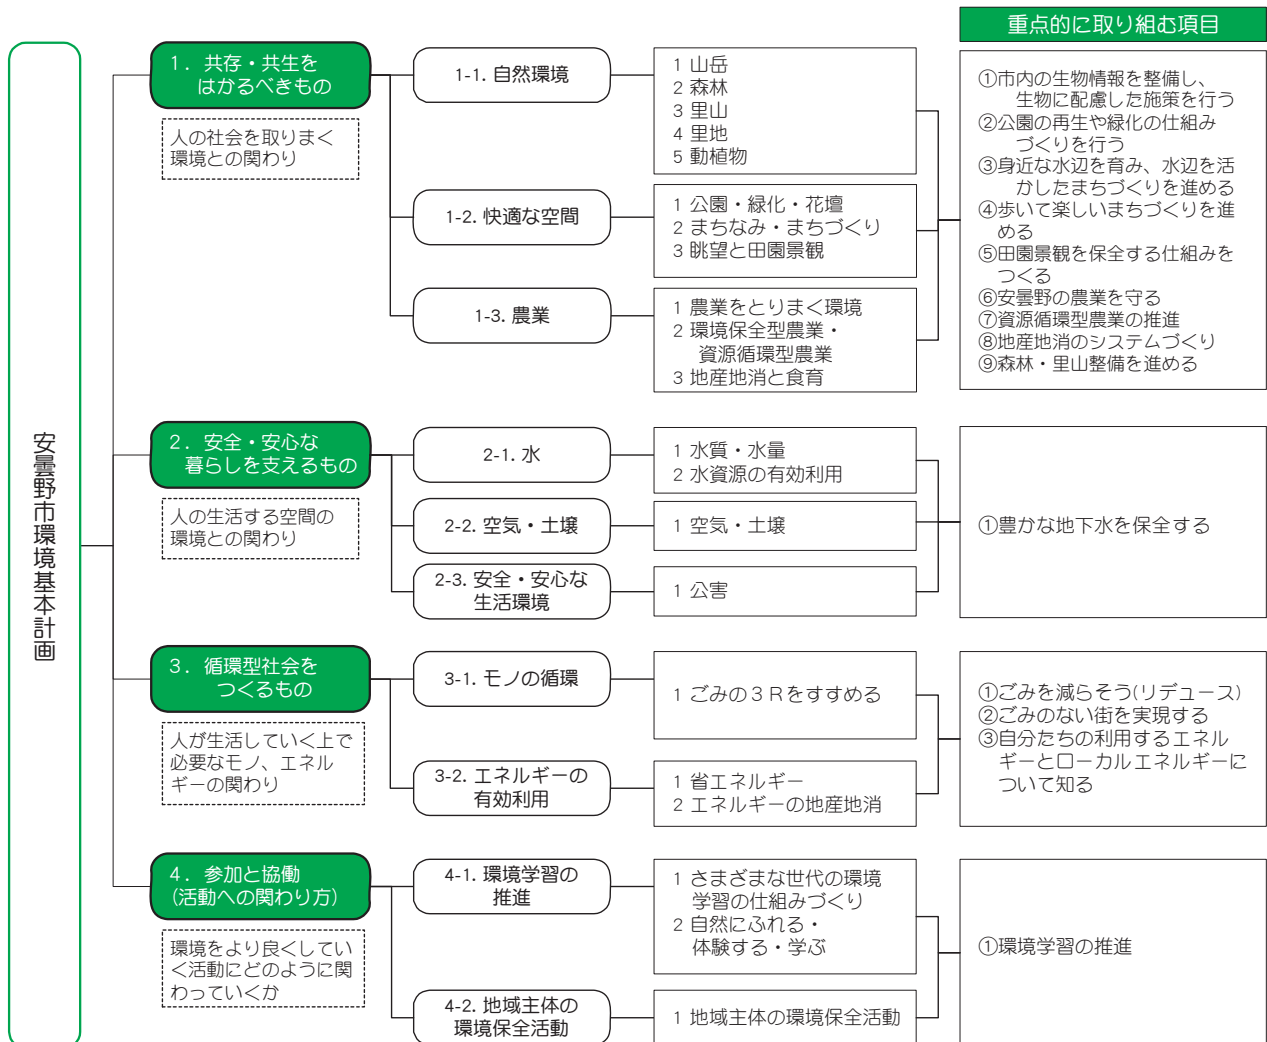 重点的に取り組む項目
安曇野市環境基本計画
1. 共存・共生を
はかるべきもの
人の社会を取りまく
環境との関わり
1-1. 自然環境
1 山岳
2 森林
3 里山
4 里地
5 動植物
1-2. 快適な空間
1 公園・緑化・花壇
2 まちなみ・まちづくり
3 眺望と田園景観
1-3. 農業
1 農業をとりまく環境
2 環境保全型農業・
資源循環型農業
3 地産地消と食育
①市内の生物情報を整備し、
生物に配慮した施策を行う
②公園の再生や緑化の仕組み
づくりを行う
③身近な水辺を育み、水辺を活
かしたまちづくりを進める
④歩いて楽しいまちづくりを進
める
⑤田園景観を保全する仕組みを
つくる
⑥安曇野の農業を守る
⑦資源循環型農業の推進
⑧地産地消のシステムづくり
⑨森林・里山整備を進める
2. 安全・安心な
暮らしを支えるもの
人の生活する空間の
環境との関わり
2-1. 水
1 水質・水量
2 水資源の有効利用
2-2. 空気・土壌
1 空気・土壌
2-3. 安全・安心な
生活環境
1 公害
①豊かな地下水を保全する
3. 循環型社会を
つくるもの
人が生活していく上で
必要なモノ、エネル
ギーの関わり
3-1. モノの循環
1 ごみの3Rをすすめる
3-2. エネルギーの
有効利用
1 省エネルギー
2 エネルギーの地産地消
①ごみを減らそう(リデュース)
②ごみのない街を実現する
③自分たちの利用するエネル
ギーとローカルエネルギーに
ついて知る
4. 参加と協働
(活動への関わり方)
環境をより良くしてい
く活動にどのように関
わっていくか
4-1. 環境学習の
推進
1 さまざまな世代の環境
学習の仕組みづくり
2 自然にふれる・
体験する・学ぶ
4-2. 地域主体の
環境保全活動
1 地域主体の環境保全活動
①環境学習の推進